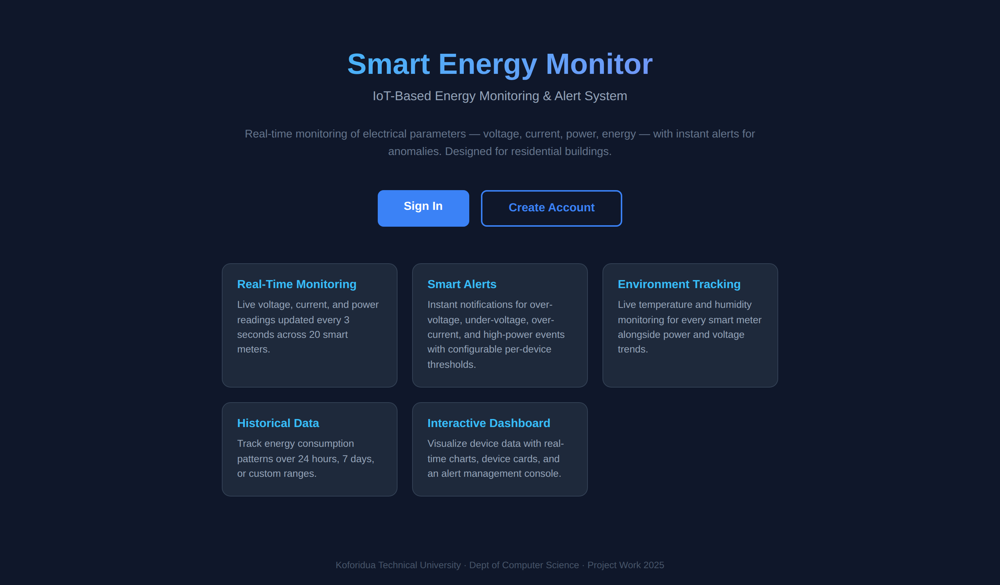 Smart Energy Monitor
IoT-Based Energy Monitoring & Alert System
Real-time monitoring of electrical parameters — voltage, current, power, energy — with instant alerts for
anomalies. Designed for residential buildings.
Sign In
Create Account
Real-Time Monitoring
Live voltage, current, and power
readings updated every 3
seconds across 20 smart
meters.
Smart Alerts
Instant notifications for over-
voltage, under-voltage, over-
current, and high-power events
with configurable per-device
thresholds.
Environment Tracking
Live temperature and humidity
monitoring for every smart meter
alongside power and voltage
trends.
Historical Data
Track energy consumption
patterns over 24 hours, 7 days,
or custom ranges.
Interactive Dashboard
Visualize device data with real-
time charts, device cards, and
an alert management console.
Koforidua Technical University · Dept of Computer Science · Project Work 2025